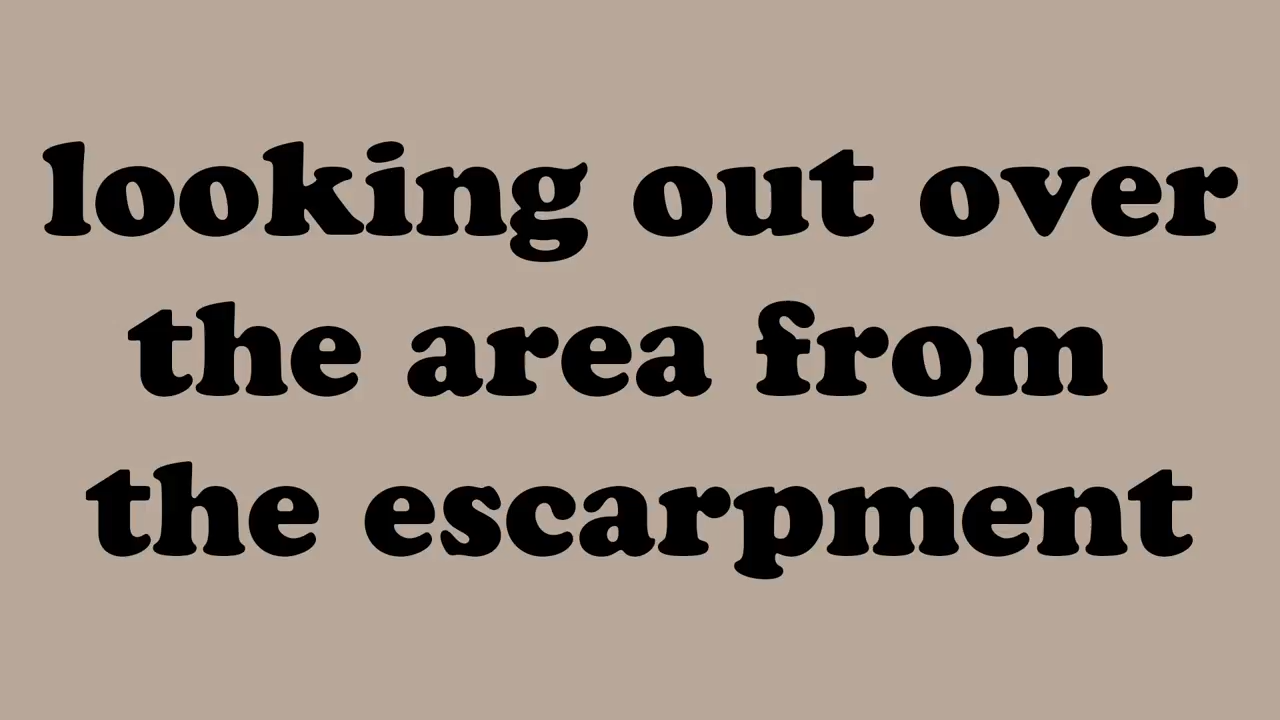 looking out over
the area from
the escarpment